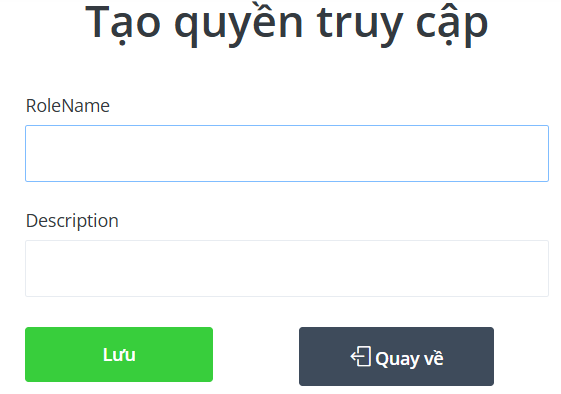 Tạo quyền truy cập
RoleName
Description
Lưu
Quay về